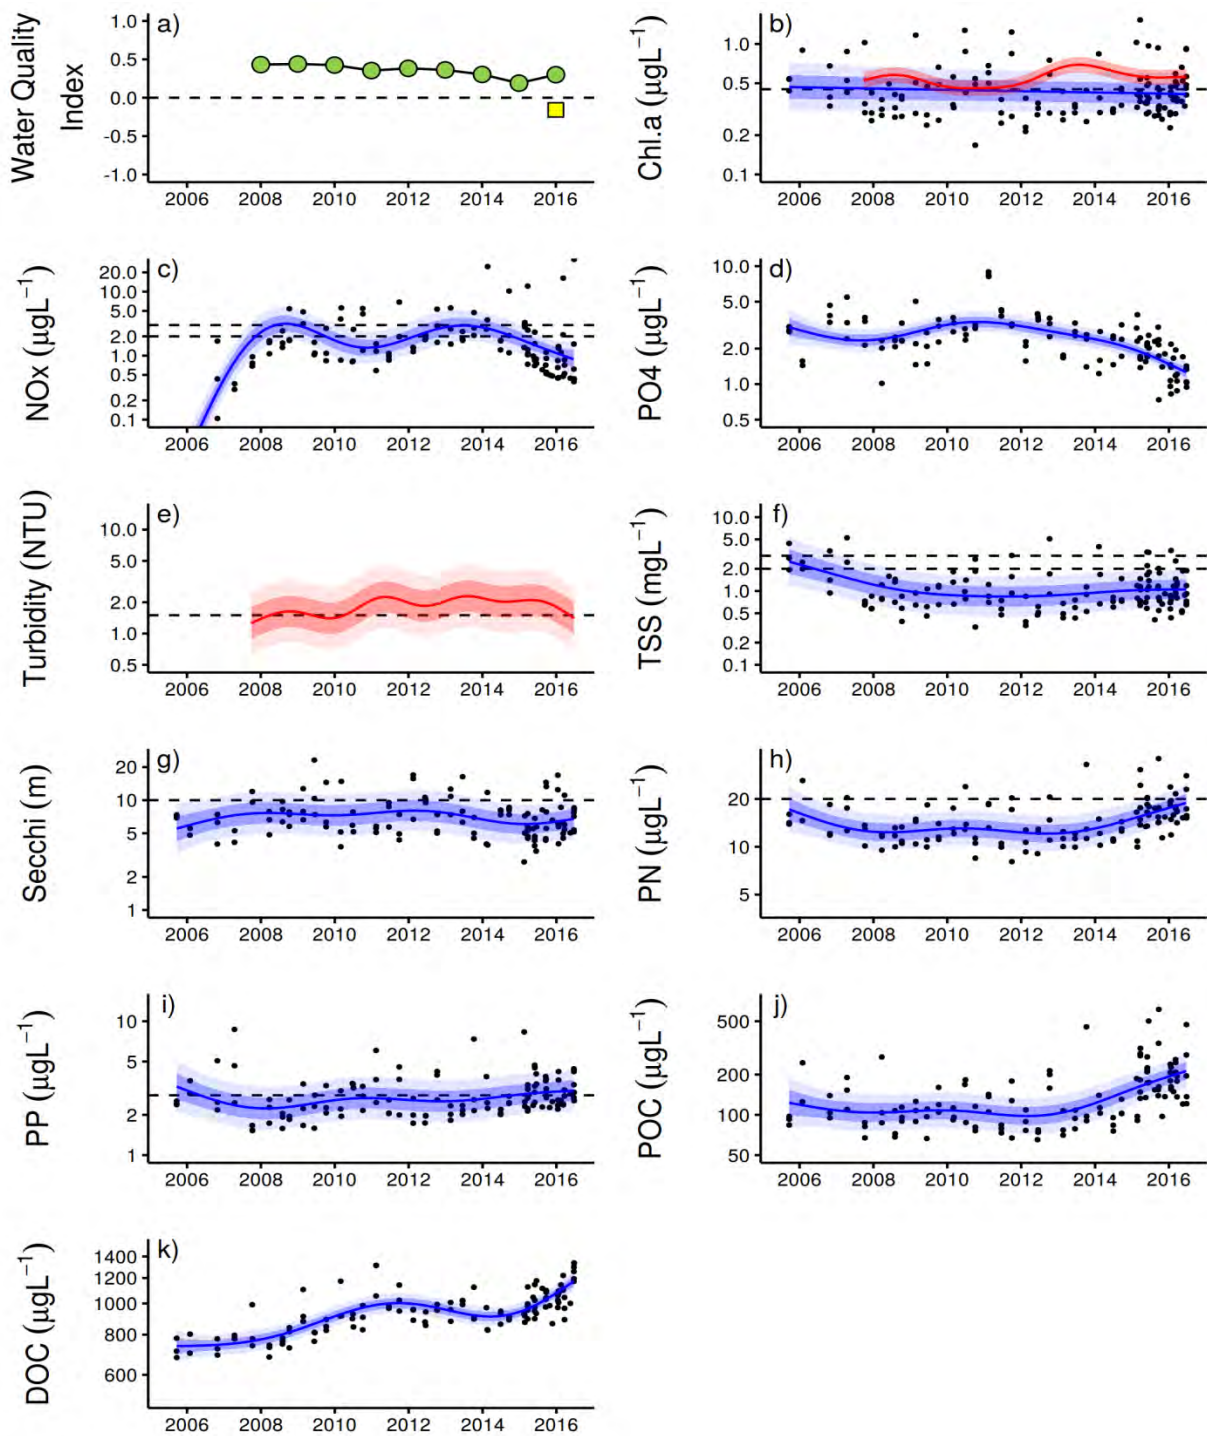 a)
Water Quality
Index
1.0
0.5
0.0
-0.5
-1.0
2006 2008 2010 2012 2014 2016
b)
Chl.a (µgL⁻¹)
1.0
0.5
0.2
0.1
2006 2008 2010 2012 2014 2016
c)
NOx (µgL⁻¹)
20.0
10.0
5.0
2.0
1.0
0.5
0.2
0.1
2006 2008 2010 2012 2014 2016
d)
PO4 (µgL⁻¹)
10.0
5.0
2.0
1.0
0.5
2006 2008 2010 2012 2014 2016
e)
Turbidity (NTU)
10.0
5.0
2.0
1.0
0.5
2006 2008 2010 2012 2014 2016
f)
TSS (mgL⁻¹)
10.0
5.0
2.0
1.0
0.5
0.2
0.1
2006 2008 2010 2012 2014 2016
g)
Secchi (m)
20
10
5
2
1
2006 2008 2010 2012 2014 2016
h)
PN (µgL⁻¹)
20
10
5
2006 2008 2010 2012 2014 2016
i)
PP (µgL⁻¹)
10
5
2
1
2006 2008 2010 2012 2014 2016
j)
POC (µgL⁻¹)
500
200
100
50
2006 2008 2010 2012 2014 2016
k)
DOC (µgL⁻¹)
1400
1200
1000
800
600
2006 2008 2010 2012 2014 2016